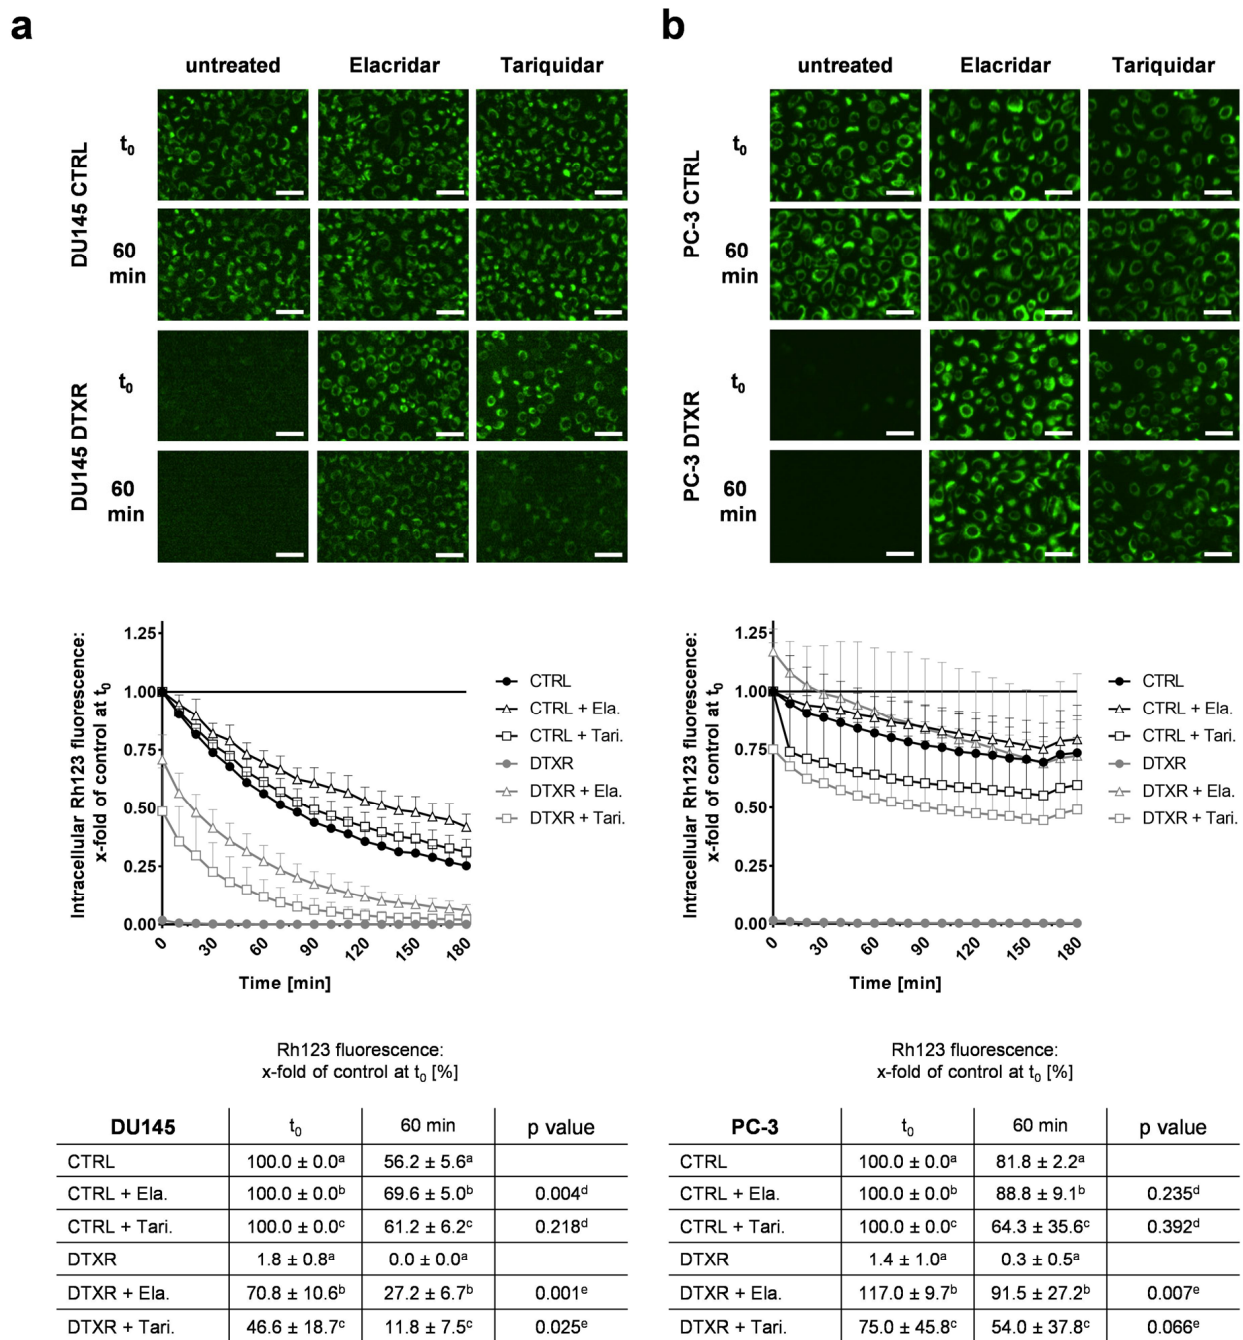 a
untreated Elacridar Tariquidar
DU145 CTRL
t0
60 min
DU145 DTXR
t0
60 min
Intracellular Rh123 fluorescence:
x-fold of control at t0
1.25
1.00
0.75
0.50
0.25
0.00
0 30 60 90 120 150 180
Time [min]
CTRL
CTRL + Ela.
CTRL + Tari.
DTXR
DTXR + Ela.
DTXR + Tari.
Rh123 fluorescence:
x-fold of control at t0 [%]
DU145 t0 60 min p value
CTRL 100.0 ± 0.0a 56.2 ± 5.6a
CTRL + Ela. 100.0 ± 0.0b 69.6 ± 5.0b 0.004d
CTRL + Tari. 100.0 ± 0.0c 61.2 ± 6.2c 0.218d
DTXR 1.8 ± 0.8a 0.0 ± 0.0a
DTXR + Ela. 70.8 ± 10.6b 27.2 ± 6.7b 0.001e
DTXR + Tari. 46.6 ± 18.7c 11.8 ± 7.5c 0.025e
b
untreated Elacridar Tariquidar
PC-3 CTRL
t0
60 min
PC-3 DTXR
t0
60 min
Intracellular Rh123 fluorescence:
x-fold of control at t0
1.25
1.00
0.75
0.50
0.25
0.00
0 30 60 90 120 150 180
Time [min]
CTRL
CTRL + Ela.
CTRL + Tari.
DTXR
DTXR + Ela.
DTXR + Tari.
Rh123 fluorescence:
x-fold of control at t0 [%]
PC-3 t0 60 min p value
CTRL 100.0 ± 0.0a 81.8 ± 2.2a
CTRL + Ela. 100.0 ± 0.0b 88.8 ± 9.1b 0.235d
CTRL + Tari. 100.0 ± 0.0c 64.3 ± 35.6c 0.392d
DTXR 1.4 ± 1.0a 0.3 ± 0.5a
DTXR + Ela. 117.0 ± 9.7b 91.5 ± 27.2b 0.007e
DTXR + Tari. 75.0 ± 45.8c 54.0 ± 37.8c 0.066e